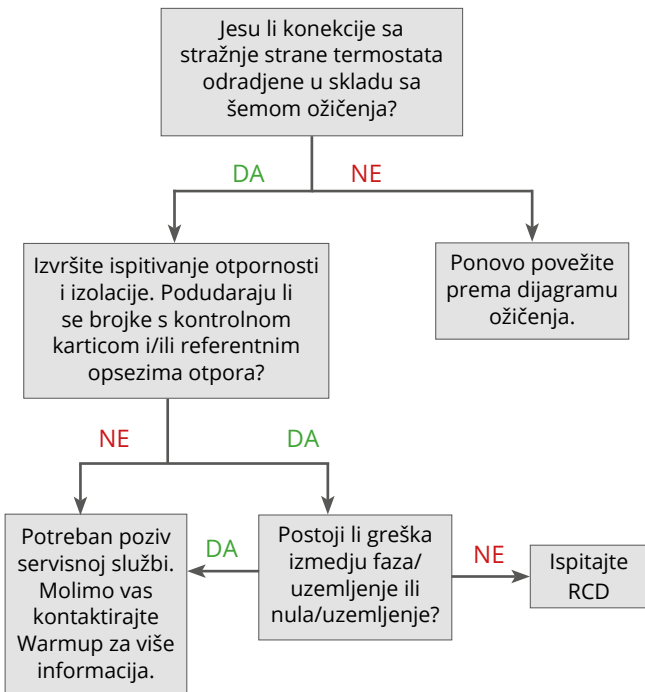 Jesu li konekcije sa
stražnje strane termostata
odradjene u skladu sa
šemom ožičenja?
DA
NE
Izvršite ispitivanje otpornosti
i izolacije. Podudaraju li
se brojke s kontrolnom
karticom i/ili referentnim
opsezima otpora?
Ponovo povežite
prema dijagramu
ožičenja.
NE
DA
Potreban poziv
servisnoj službi.
Molimo vas
kontaktirajte
Warmup za više
informacija.
DA
Postoji li greška
izmedju faza/
uzemljenje ili
nula/uzemljenje?
NE
Ispitajte
RCD